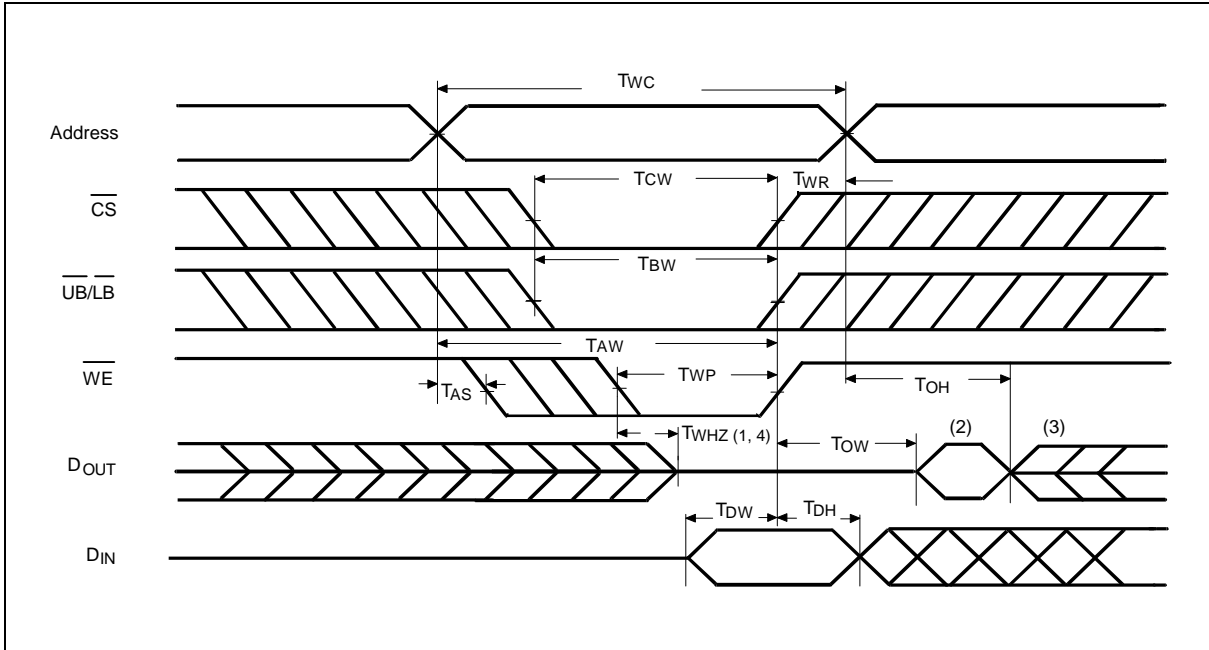 TWC
Address
TCW
TWR
CS
TBW
UB/LB
TAW
WE
TAS
TWP
TOH
TWHZ (1, 4)
TOW
(2)
(3)
DOUT
TDW
TDH
DIN